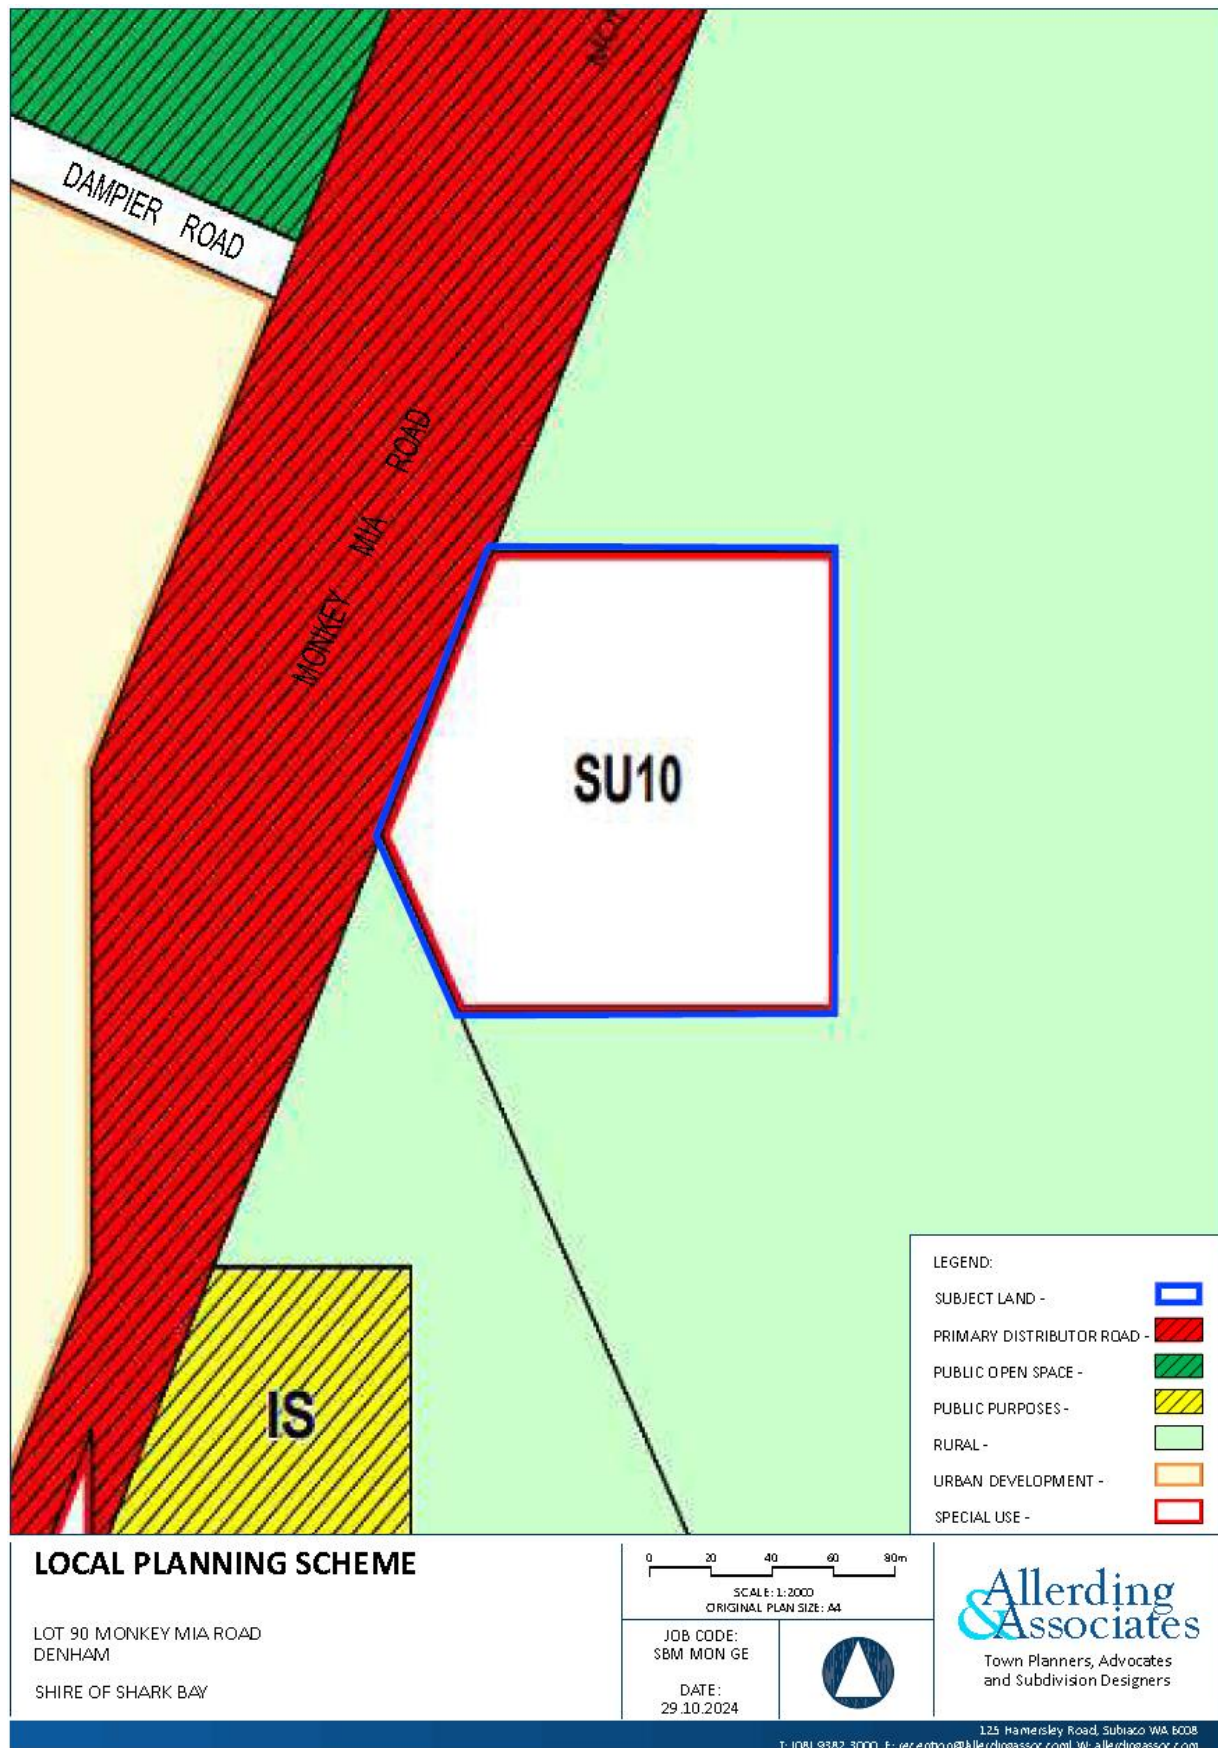 DAMPIER ROAD
MONKEY MIA ROAD
SU10
IS
LEGEND:
SUBJECT LAND -
PRIMARY DISTRIBUTOR ROAD -
PUBLIC OPEN SPACE -
PUBLIC PURPOSES -
RURAL -
URBAN DEVELOPMENT -
SPECIAL USE -
LOCAL PLANNING SCHEME
LOT 90 MONKEY MIA ROAD
DENHAM
SHIRE OF SHARK BAY
0 20 40 60 80m
SCALE: 1:2000
ORIGINAL PLAN SIZE: A4
JOB CODE:
SBM MON GE
DATE:
29.10.2024
Allerding
& Associates
Town Planners, Advocates
and Subdivision Designers
125 Hamersley Road, Subiaco WA 6008
T: (08) 9382 3000 E: